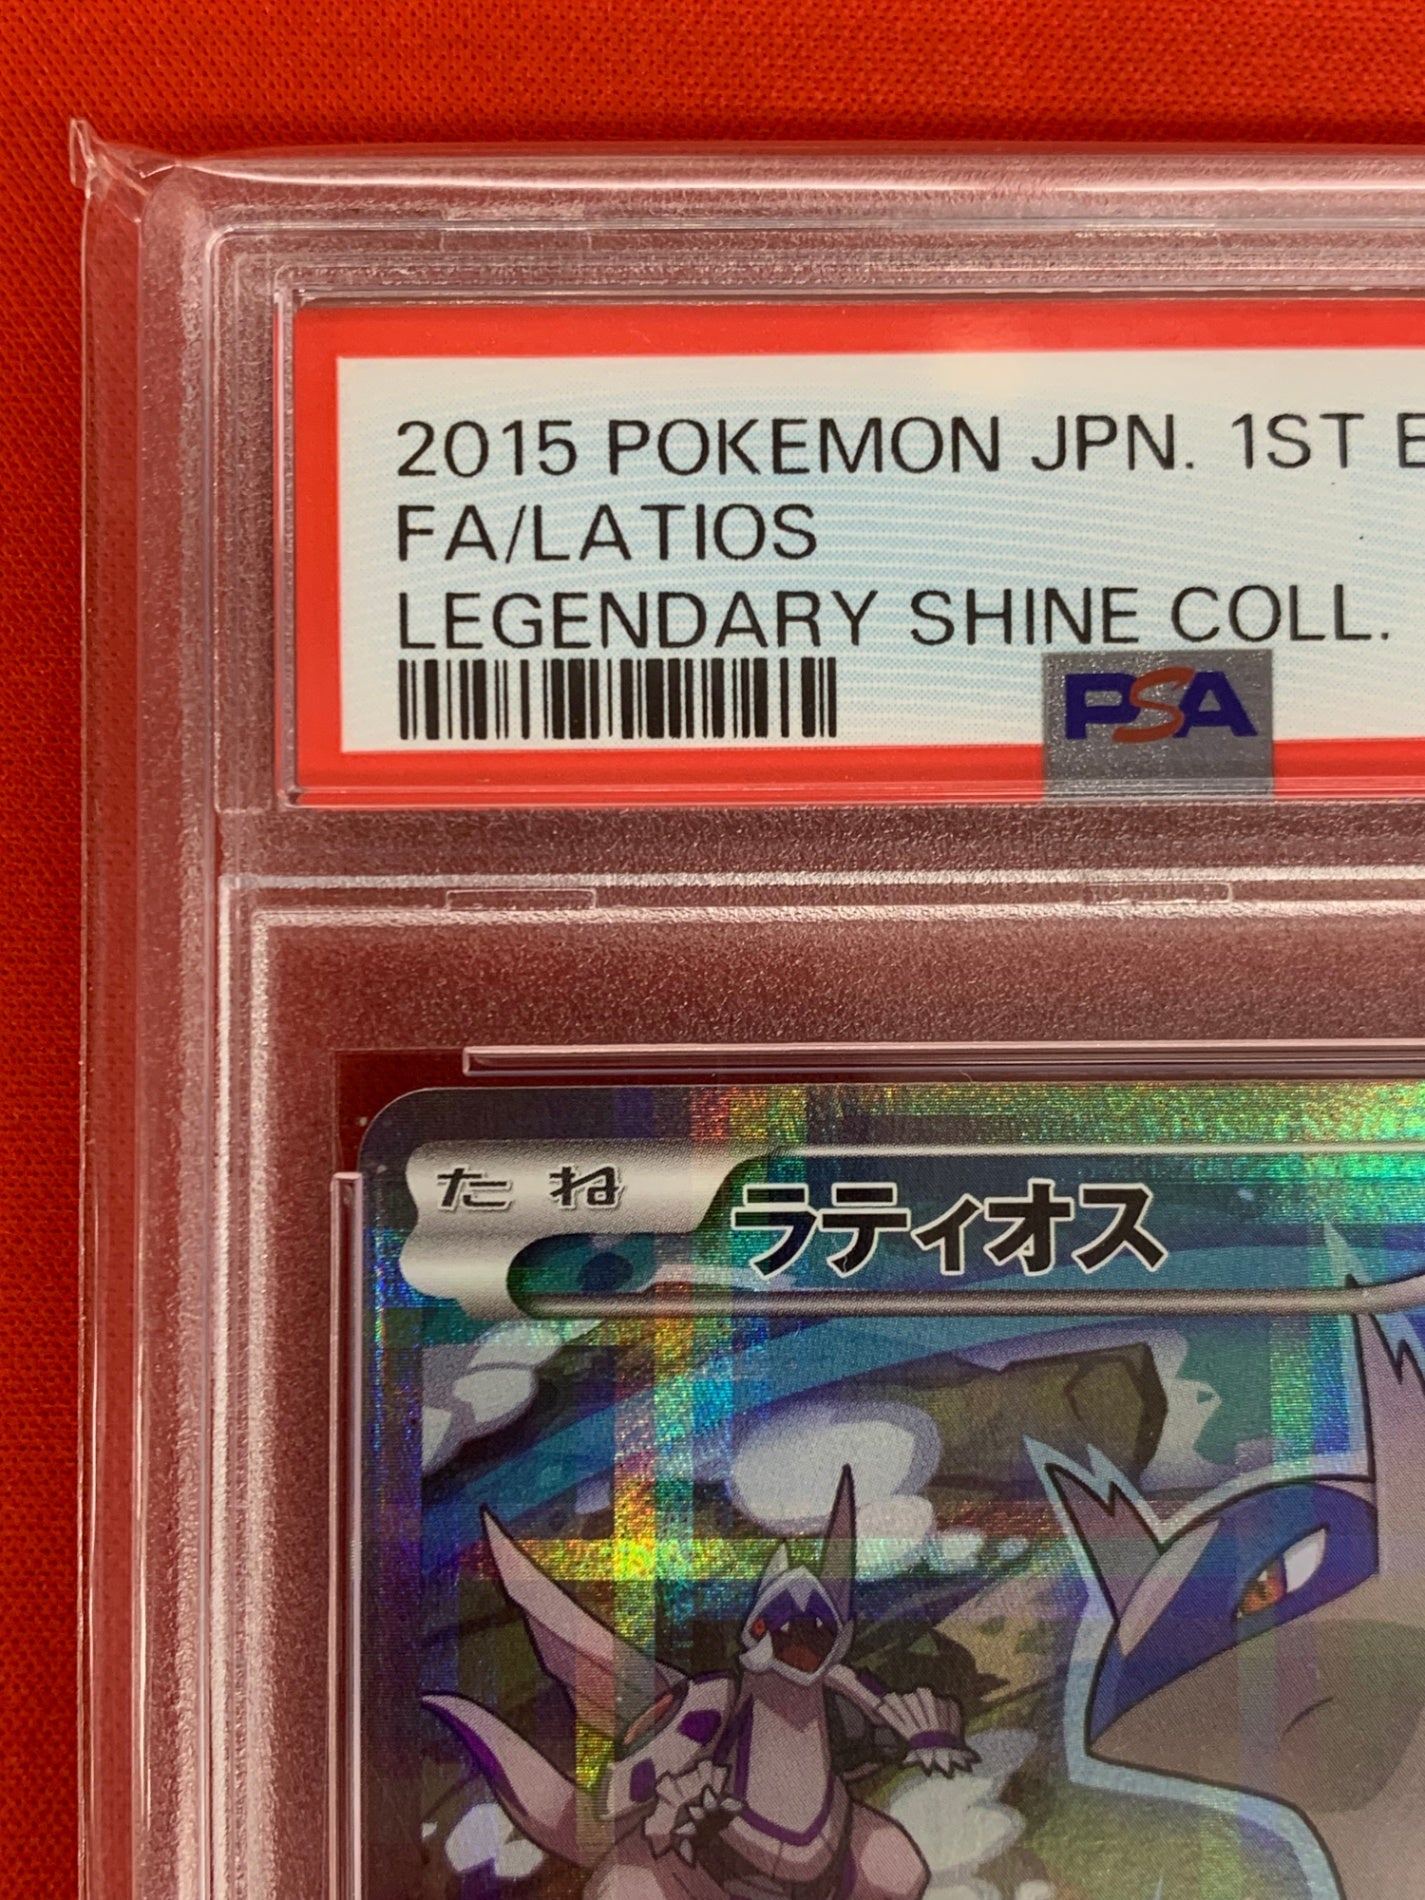 2015 POKEMON JPN. 1ST E
FA/LATIOS
LEGENDARY SHINE COLL.
PSA
たね
ラティオス